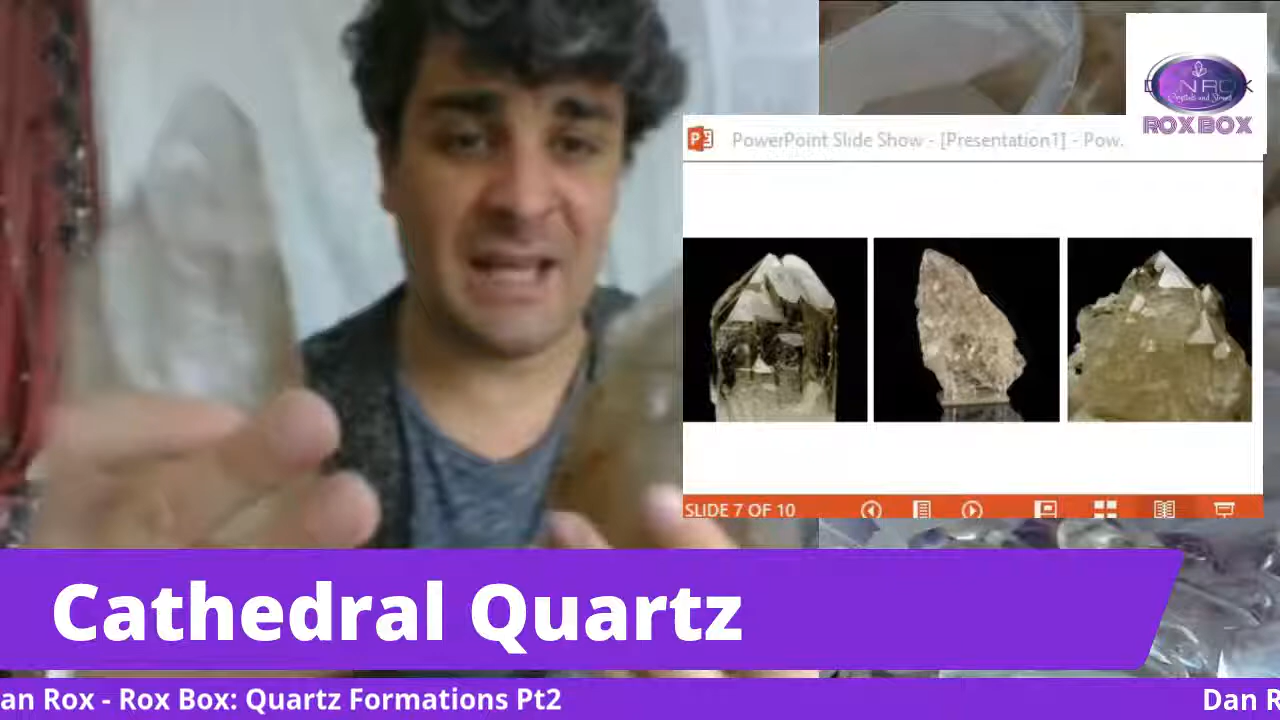 ROX BOX
PowerPoint Slide Show - [Presentation1] - Pow.
SLIDE 7 OF 10
Cathedral Quartz
an Rox - Rox Box: Quartz Formations Pt2
Dan R